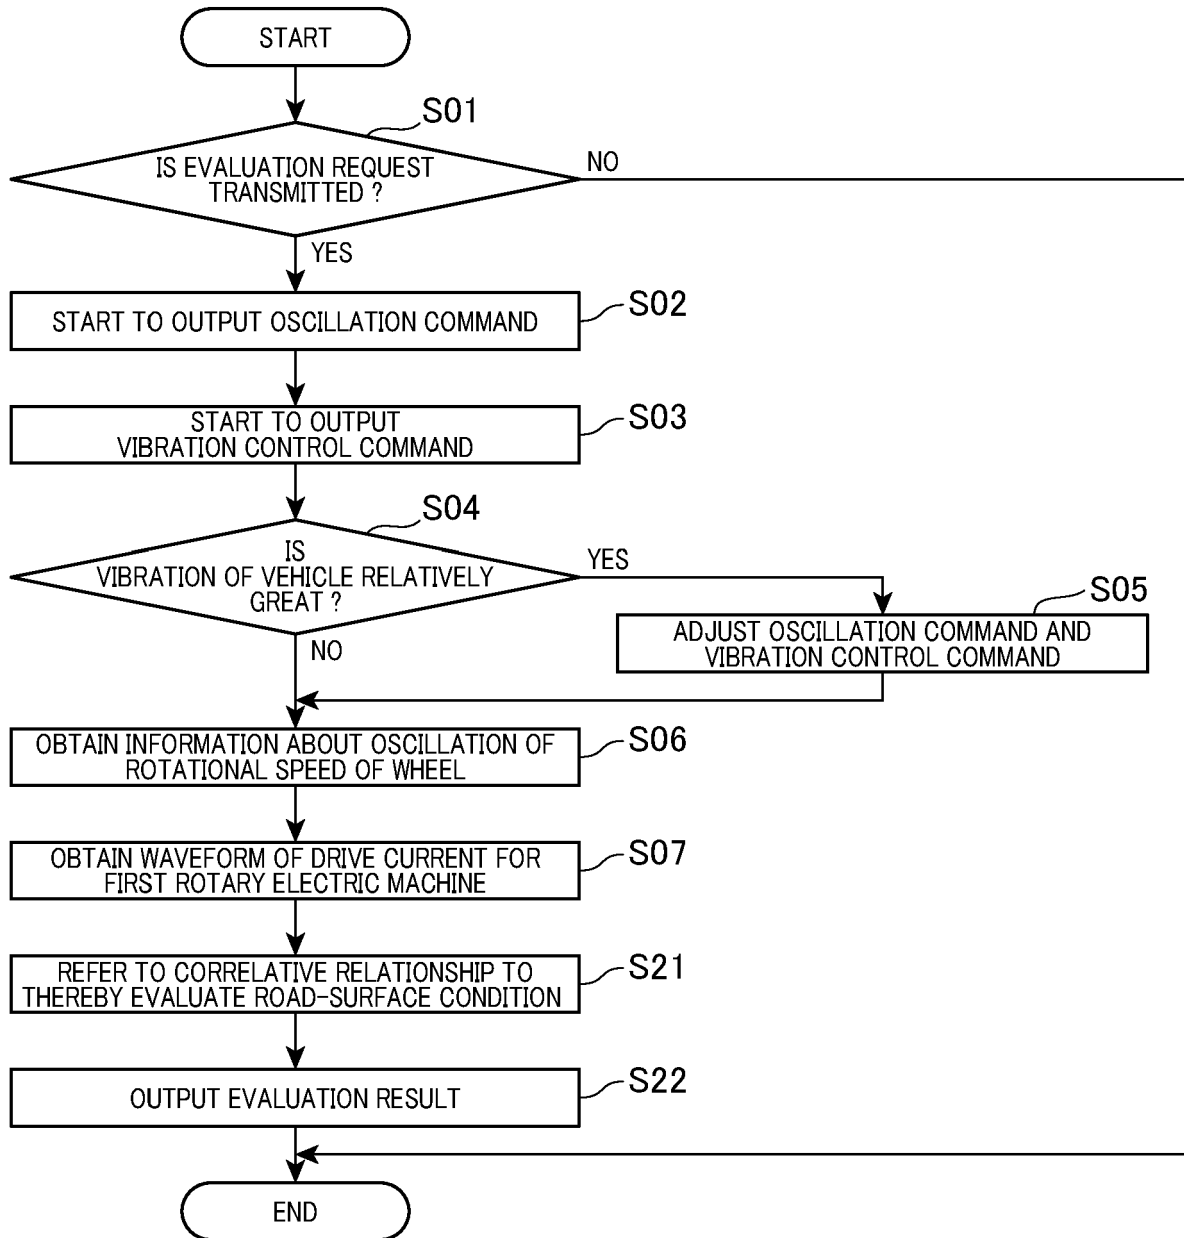 START
S01
IS EVALUATION REQUEST
TRANSMITTED ?
NO
YES
START TO OUTPUT OSCILLATION COMMAND
S02
START TO OUTPUT
VIBRATION CONTROL COMMAND
S03
S04
IS
VIBRATION OF VEHICLE RELATIVELY
GREAT ?
YES
NO
S05
ADJUST OSCILLATION COMMAND AND
VIBRATION CONTROL COMMAND
OBTAIN INFORMATION ABOUT OSCILLATION OF
ROTATIONAL SPEED OF WHEEL
S06
OBTAIN WAVEFORM OF DRIVE CURRENT FOR
FIRST ROTARY ELECTRIC MACHINE
S07
REFER TO CORRELATIVE RELATIONSHIP TO
THEREBY EVALUATE ROAD-SURFACE CONDITION
S21
OUTPUT EVALUATION RESULT
S22
END